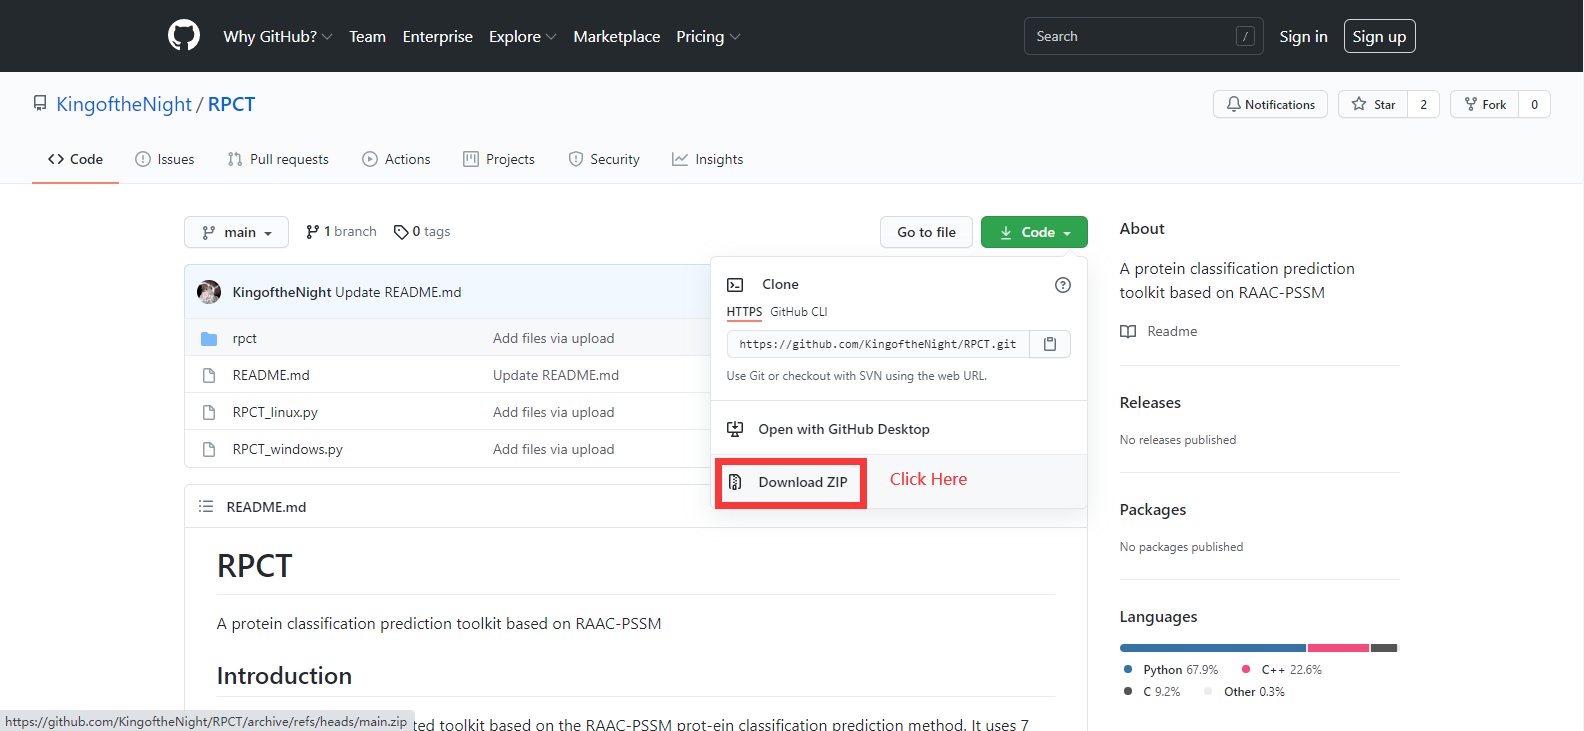 Why GitHub? Team Enterprise Explore Marketplace Pricing Search / Sign in Sign up
KingoftheNight / RPCT Notifications Star 2 Fork 0
Code Issues Pull requests Actions Projects Security Insights
main 1 branch 0 tags Go to file Code
KingoftheNight Update README.md
rpct Add files via upload
README.md Update README.md
RPCT_linux.py Add files via upload
RPCT_windows.py Add files via upload
Clone
HTTPS GitHub CLI
https://github.com/KingoftheNight/RPCT.git
Use Git or checkout with SVN using the web URL.
Open with GitHub Desktop
Download ZIP Click Here
README.md
RPCT
A protein classification prediction toolkit based on RAAC-PSSM
Introduction
ted toolkit based on the RAAC-PSSM prot-ein classification prediction method. It uses 7
https://github.com/KingoftheNight/RPCT/archive/refs/heads/main.zip
About
A protein classification prediction
toolkit based on RAAC-PSSM
Readme
Releases
No releases published
Packages
No packages published
Languages
Python 67.9% C++ 22.6%
C 9.2% Other 0.3%